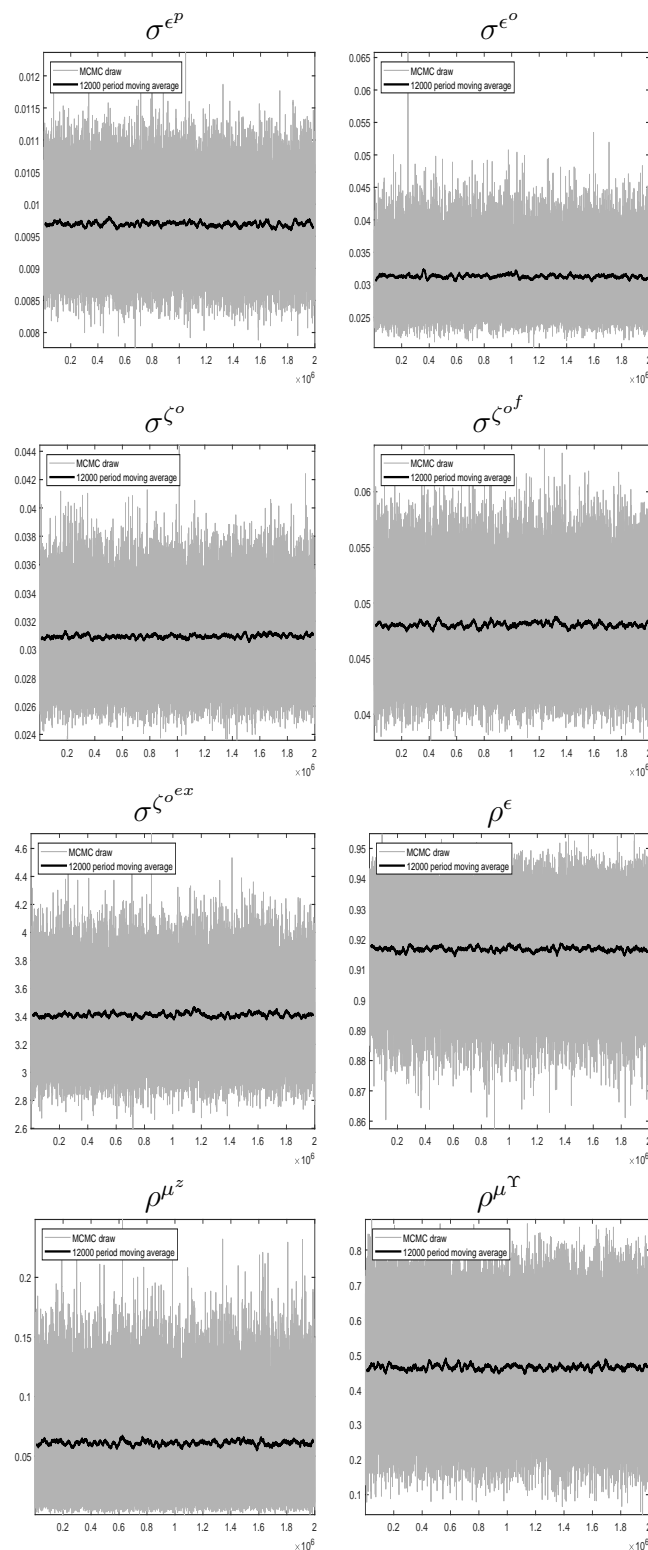 σ^{ϵ^p}
MCMC draw
12000 period moving average
0.012
0.0115
0.011
0.0105
0.01
0.0095
0.009
0.0085
0.008
0.2 0.4 0.6 0.8 1 1.2 1.4 1.6 1.8 2
×10^6
σ^{ϵ^o}
MCMC draw
12000 period moving average
0.065
0.06
0.055
0.05
0.045
0.04
0.035
0.03
0.025
0.2 0.4 0.6 0.8 1 1.2 1.4 1.6 1.8 2
×10^6
σ^{ζ^o}
MCMC draw
12000 period moving average
0.044
0.042
0.04
0.038
0.036
0.034
0.032
0.03
0.028
0.026
0.024
0.2 0.4 0.6 0.8 1 1.2 1.4 1.6 1.8 2
×10^6
σ^{ζ^{o^f}}
MCMC draw
12000 period moving average
0.06
0.055
0.05
0.045
0.04
0.2 0.4 0.6 0.8 1 1.2 1.4 1.6 1.8 2
×10^6
σ^{ζ^{o^{ex}}}
MCMC draw
12000 period moving average
4.6
4.4
4.2
4
3.8
3.6
3.4
3.2
3
2.8
2.6
0.2 0.4 0.6 0.8 1 1.2 1.4 1.6 1.8 2
×10^6
ρ^ϵ
MCMC draw
12000 period moving average
0.95
0.94
0.93
0.92
0.91
0.9
0.89
0.88
0.87
0.86
0.2 0.4 0.6 0.8 1 1.2 1.4 1.6 1.8 2
×10^6
ρ^{μ^z}
MCMC draw
12000 period moving average
0.2
0.15
0.1
0.05
0.2 0.4 0.6 0.8 1 1.2 1.4 1.6 1.8 2
×10^6
ρ^{μ^Υ}
MCMC draw
12000 period moving average
0.8
0.7
0.6
0.5
0.4
0.3
0.2
0.1
0.2 0.4 0.6 0.8 1 1.2 1.4 1.6 1.8 2
×10^6